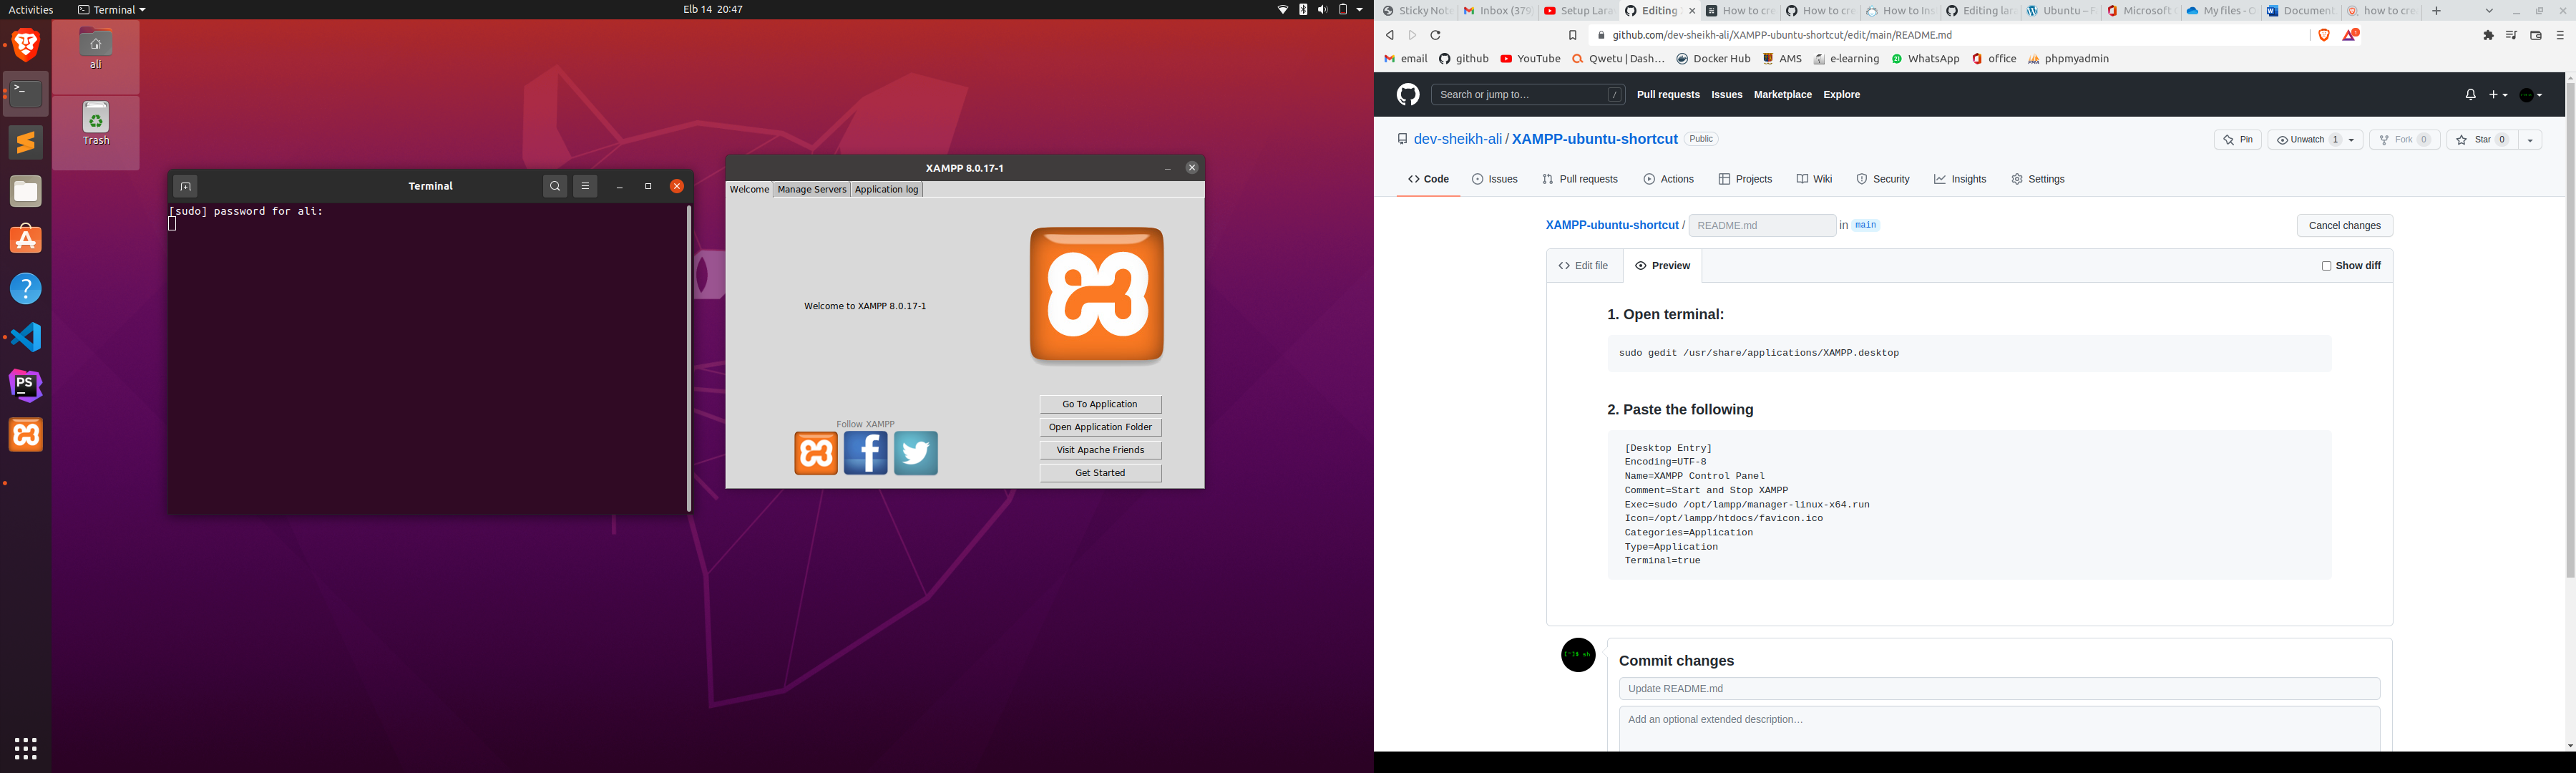 Activities
Terminal
Elb 14 20:47
ali
Trash
Terminal
[sudo] password for ali:
XAMPP 8.0.17-1
Welcome
Manage Servers
Application log
Welcome to XAMPP 8.0.17-1
Follow XAMPP
Go To Application
Open Application Folder
Visit Apache Friends
Get Started
>_
PS
Sticky Note
Inbox (379)
Setup Lara
Editing
How to cre
How to cre
How to Ins
Editing lar
Ubuntu – F
Microsoft
My files - O
Document
how to cre
github.com/dev-sheikh-ali/XAMPP-ubuntu-shortcut/edit/main/README.md
email
github
YouTube
Qwetu | Dash…
Docker Hub
AMS
e-learning
WhatsApp
office
phpmyadmin
Search or jump to…
/
Pull requests
Issues
Marketplace
Explore
dev-sheikh-ali / XAMPP-ubuntu-shortcut
Public
Pin
Unwatch 1
Fork 0
Star 0
Code
Issues
Pull requests
Actions
Projects
Wiki
Security
Insights
Settings
XAMPP-ubuntu-shortcut / README.md in main
Cancel changes
Edit file
Preview
Show diff
1. Open terminal:
sudo gedit /usr/share/applications/XAMPP.desktop
2. Paste the following
[Desktop Entry]
Encoding=UTF-8
Name=XAMPP Control Panel
Comment=Start and Stop XAMPP
Exec=sudo /opt/lampp/manager-linux-x64.run
Icon=/opt/lampp/htdocs/favicon.ico
Categories=Application
Type=Application
Terminal=true
Commit changes
Update README.md
Add an optional extended description…